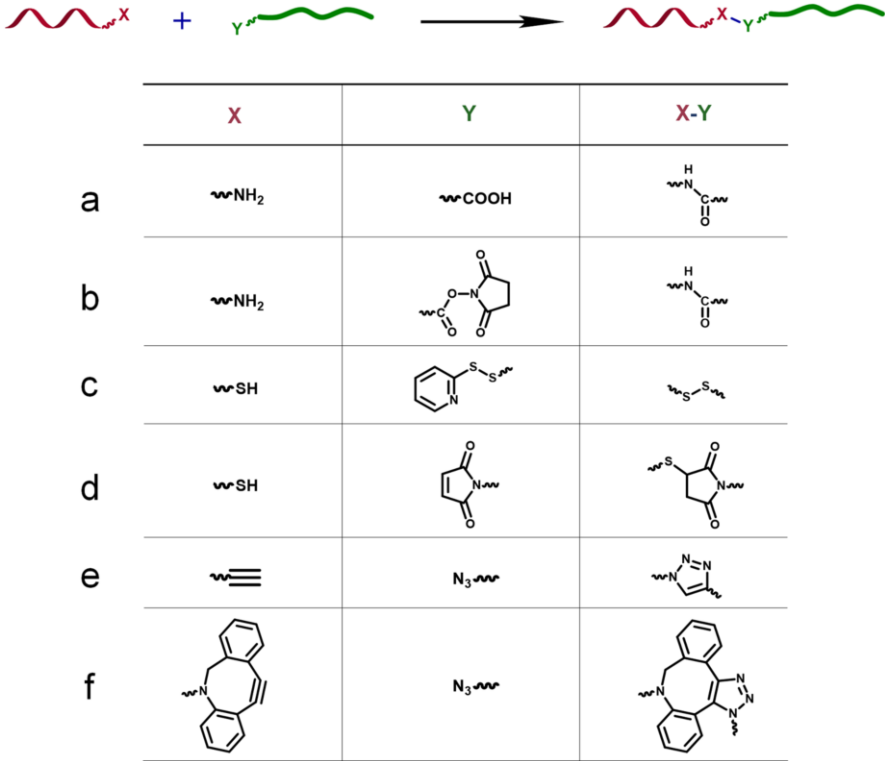 X + Y X Y
X Y X-Y
a NH2 COOH H N C O
b NH2 O O N C O O H N C O
c SH S S N S S
d SH O N O S O N O
e N3 N N N
f N N3 N N N N